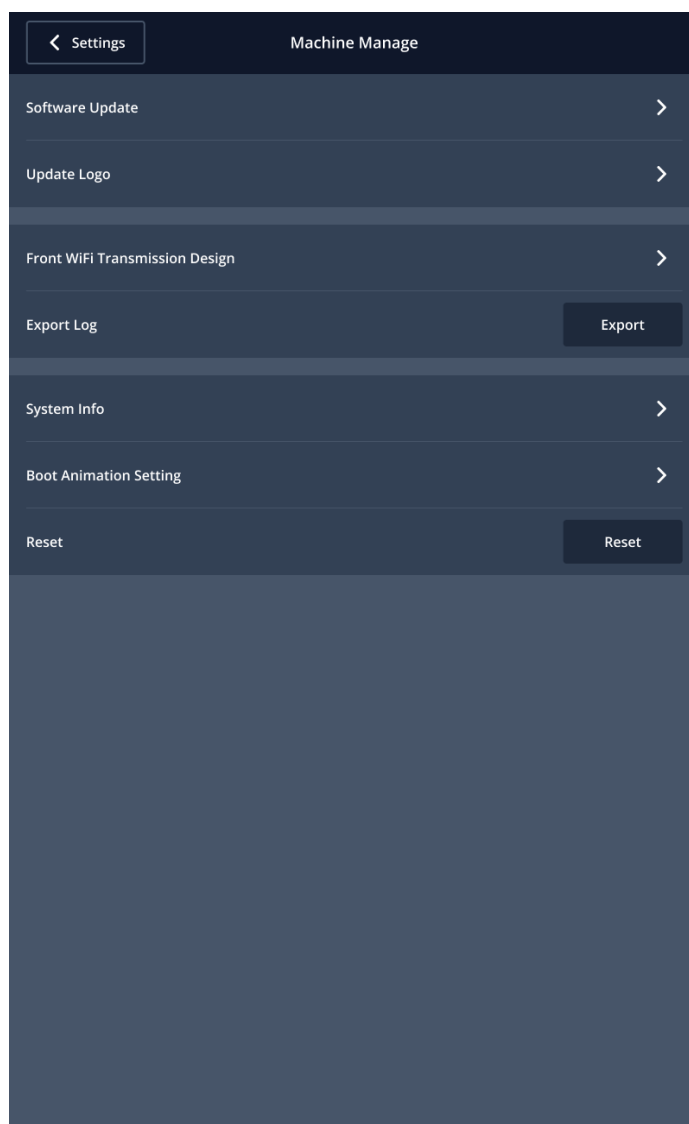 Settings
Machine Manage
Software Update
Update Logo
Front WiFi Transmission Design
Export Log
Export
System Info
Boot Animation Setting
Reset
Reset